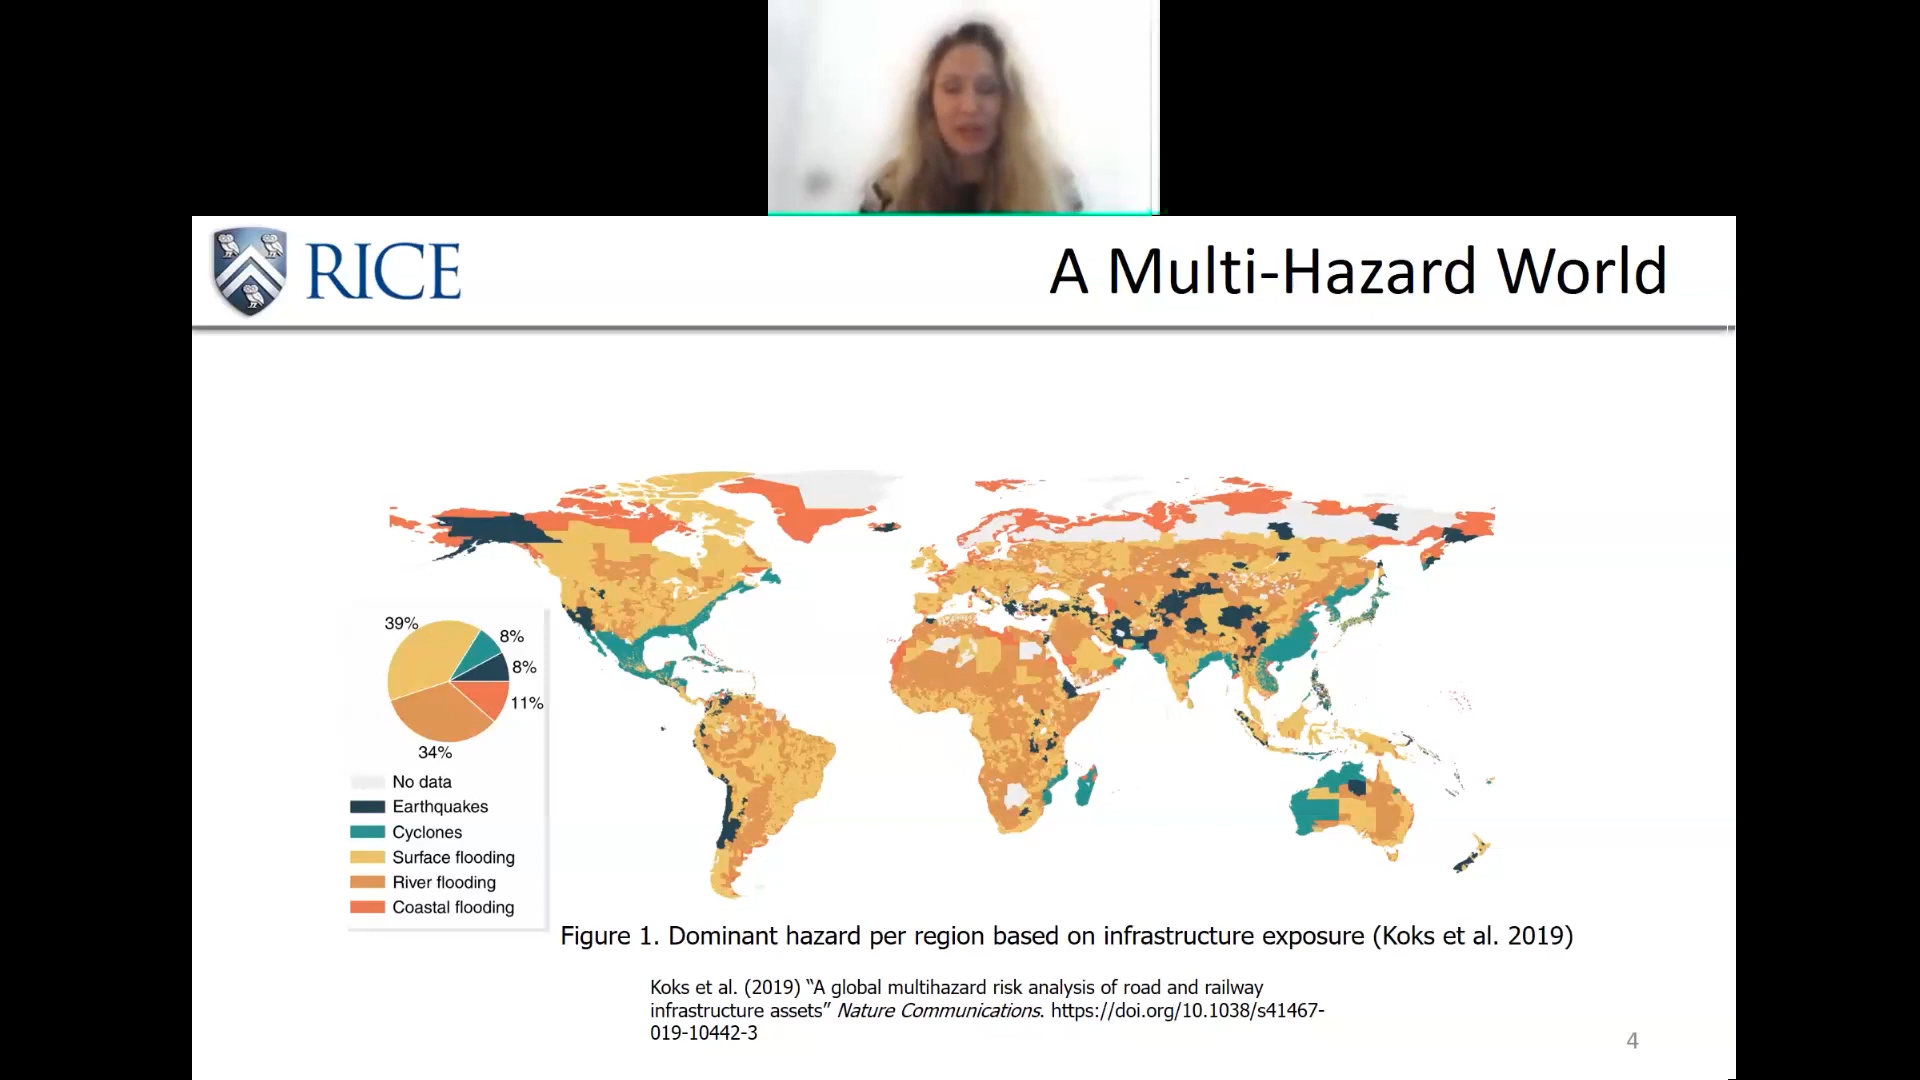 RICE
A Multi-Hazard World
39%
8%
8%
11%
34%
No data
Earthquakes
Cyclones
Surface flooding
River flooding
Coastal flooding
Figure 1. Dominant hazard per region based on infrastructure exposure (Koks et al. 2019)
Koks et al. (2019) “A global multihazard risk analysis of road and railway
infrastructure assets” Nature Communications. https://doi.org/10.1038/s41467-
019-10442-3
4